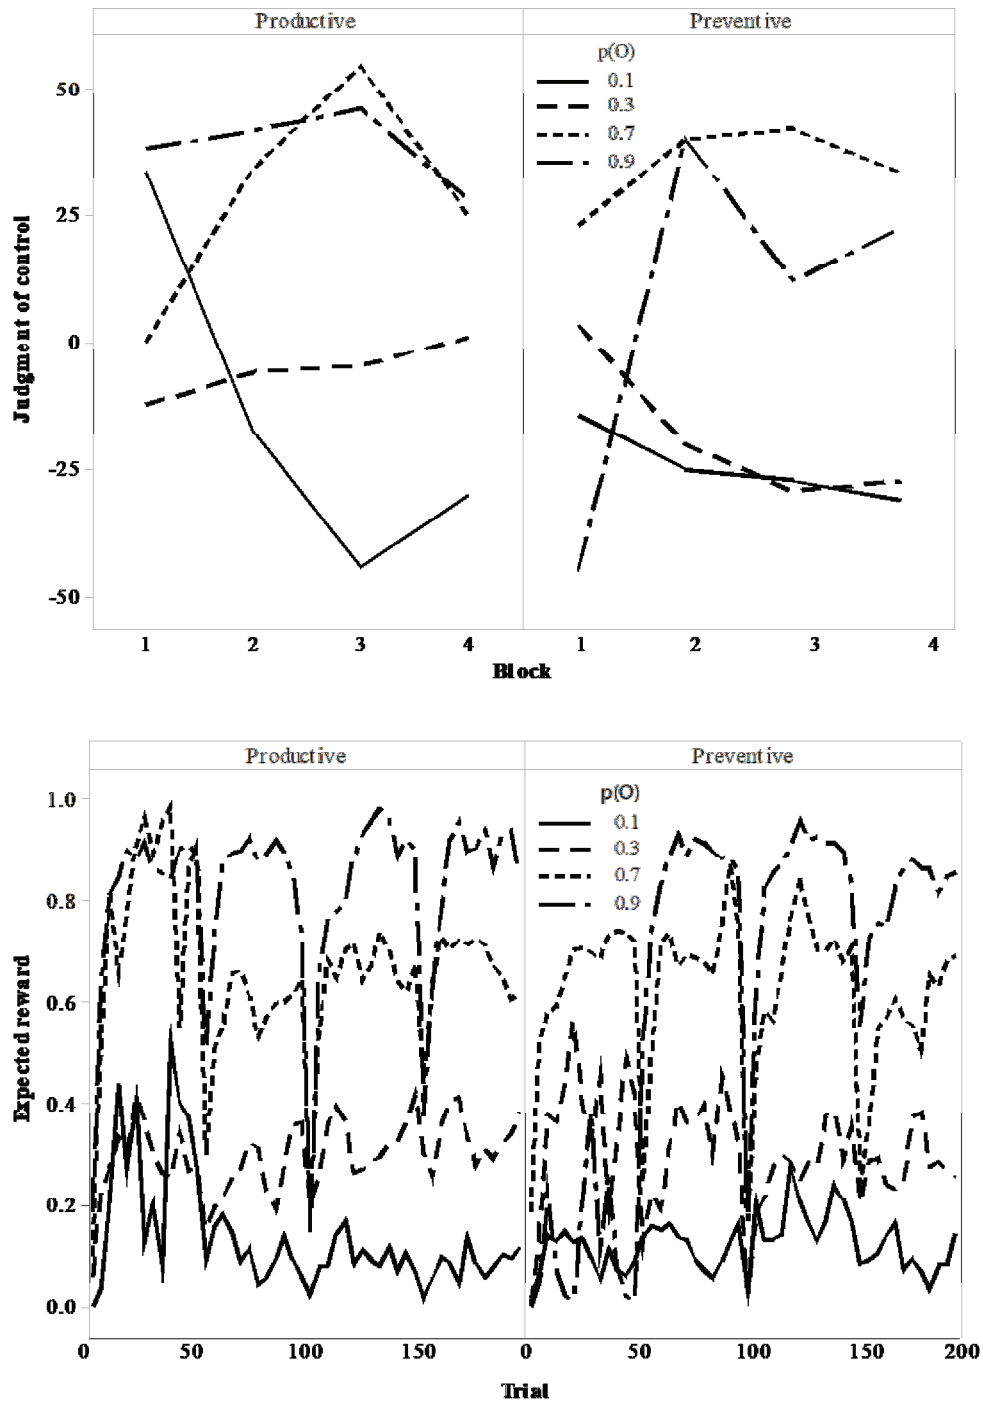 Productive Preventive
p(O)
0.1
0.3
0.7
0.9
50
25
0
-25
-50
Judgment of control
1 2 3 4 1 2 3 4
Block
Productive Preventive
p(O)
0.1
0.3
0.7
0.9
1.0
0.8
0.6
0.4
0.2
0.0
Expected reward
0 50 100 150 0 50 100 150 200
Trial